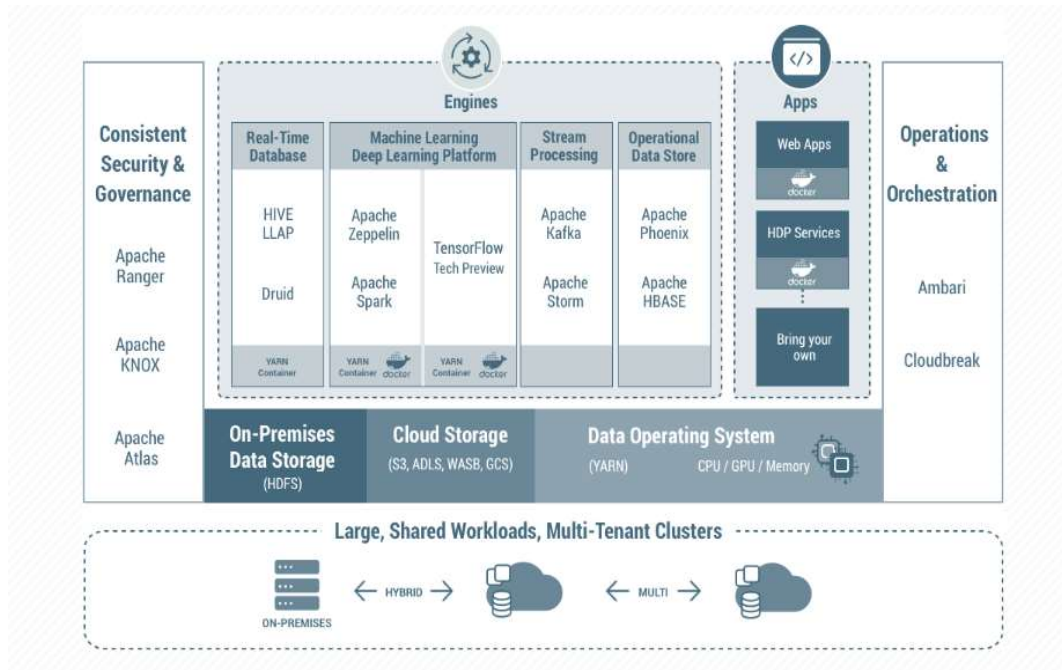 Consistent
Security &
Governance
Apache
Ranger
Apache
KNOX
Apache
Atlas
Engines
Real-Time
Database
HIVE
LLAP
Druid
YARN
Container
Machine Learning
Deep Learning Platform
Apache
Zeppelin
Apache
Spark
YARN
Container
docker
TensorFlow
Tech Preview
YARN
Container
docker
Stream
Processing
Apache
Kafka
Apache
Storm
Operational
Data Store
Apache
Phoenix
Apache
HBASE
</>
Apps
Web Apps
docker
HDP Services
docker
Bring your
own
Operations
&
Orchestration
Ambari
Cloudbreak
On-Premises
Data Storage
(HDFS)
Cloud Storage
(S3, ADLS, WASB, GCS)
Data Operating System
(YARN) CPU / GPU / Memory
Large, Shared Workloads, Multi-Tenant Clusters
ON-PREMISES
HYBRID
MULTI